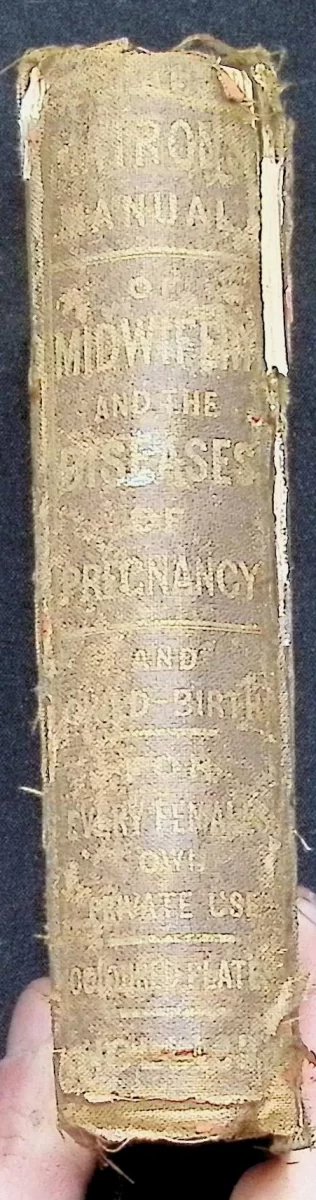 MATRON'S
MANUAL
OF
MIDWIFERY
AND THE
DISEASES
OF
PREGNANCY
AND
CHILD-BIRTH
FOR
EVERY FEMALE'S
OWN
PRIVATE USE
COLOURED PLATES